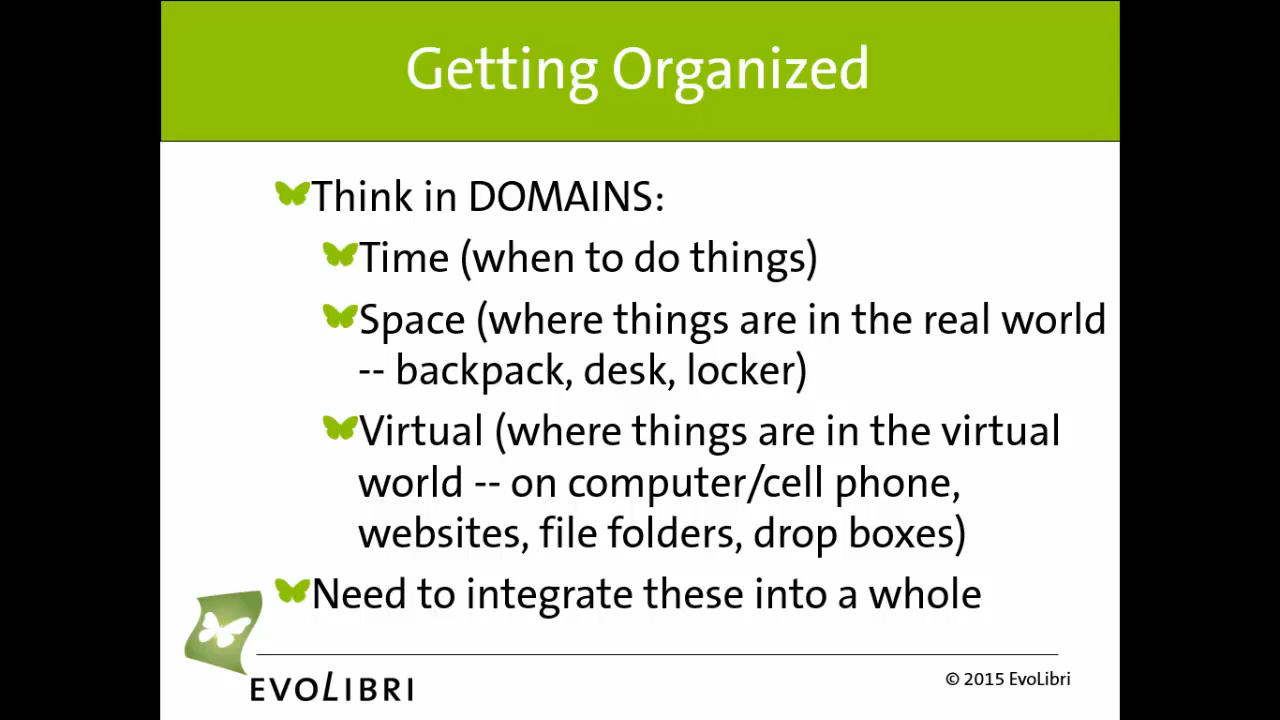 Getting Organized
Think in DOMAINS:
Time (when to do things)
Space (where things are in the real world
-- backpack, desk, locker)
Virtual (where things are in the virtual
world -- on computer/cell phone,
websites, file folders, drop boxes)
Need to integrate these into a whole
EVOLIBRI
© 2015 EvoLibri